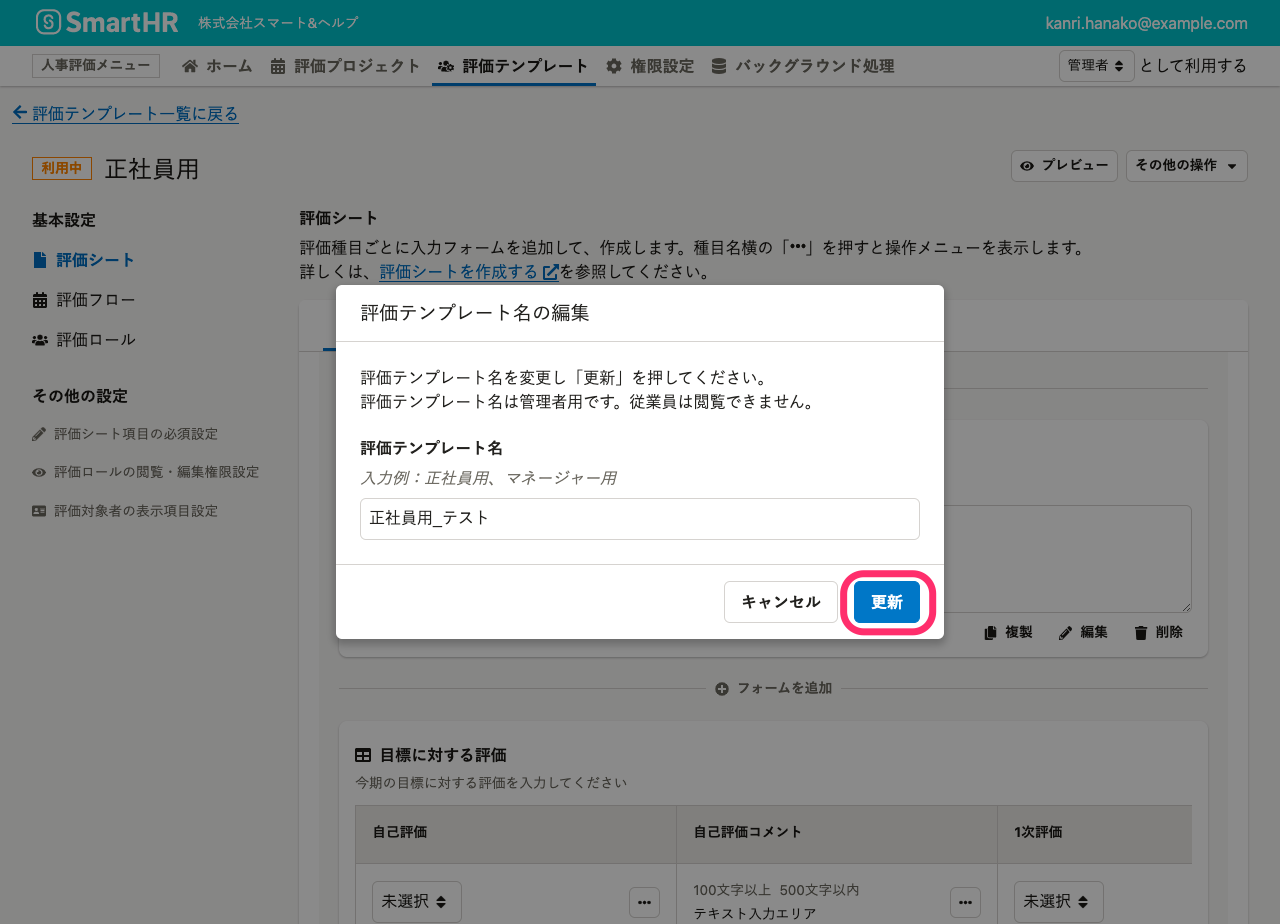 SmartHR 株式会社スマート&ヘルプ kanri.hanako@example.com
人事評価メニュー ホーム 評価プロジェクト 評価テンプレート 権限設定 バックグラウンド処理 管理者 として利用する
評価テンプレート一覧に戻る
利用中 正社員用 プレビュー その他の操作
基本設定
評価シート
評価フロー
評価ロール
その他の設定
評価シート項目の必須設定
評価ロールの閲覧・編集権限設定
評価対象者の表示項目設定
評価シート
評価種目ごとに入力フォームを追加して、作成します。種目名横の「•••」を押すと操作メニューを表示します。
詳しくは、評価シートを作成するを参照してください。
評価テンプレート名の編集
評価テンプレート名を変更し「更新」を押してください。
評価テンプレート名は管理者用です。従業員は閲覧できません。
評価テンプレート名
入力例：正社員用、マネージャー用
正社員用_テスト
キャンセル 更新
複製 編集 削除
フォームを追加
目標に対する評価
今期の目標に対する評価を入力してください
自己評価 自己評価コメント 1次評価
未選択 ••• 100文字以上 500文字以内 ••• 未選択
テキスト入力エリア